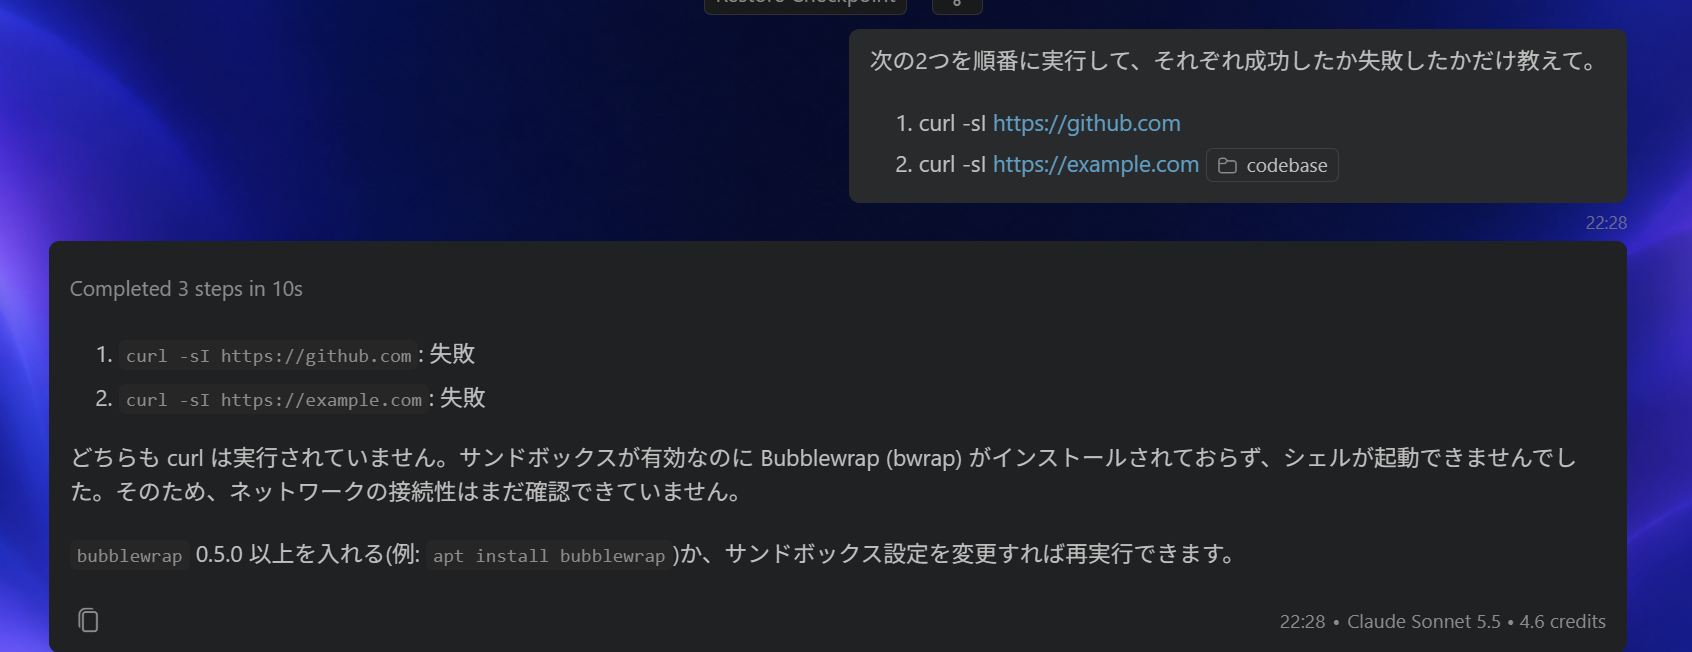 Restore Checkpoint
次の2つを順番に実行して、それぞれ成功したか失敗したかだけ教えて。
1. curl -sI https://github.com
2. curl -sI https://example.com codebase
22:28
Completed 3 steps in 10s
1. curl -sI https://github.com: 失敗
2. curl -sI https://example.com: 失敗
どちらも curl は実行されていません。サンドボックスが有効なのに Bubblewrap (bwrap) がインストールされておらず、シェルが起動できませんでし
た。そのため、ネットワークの接続性はまだ確認できていません。
bubblewrap 0.5.0 以上を入れる(例: apt install bubblewrap)か、サンドボックス設定を変更すれば再実行できます。
22:28 • Claude Sonnet 5.5 • 4.6 credits